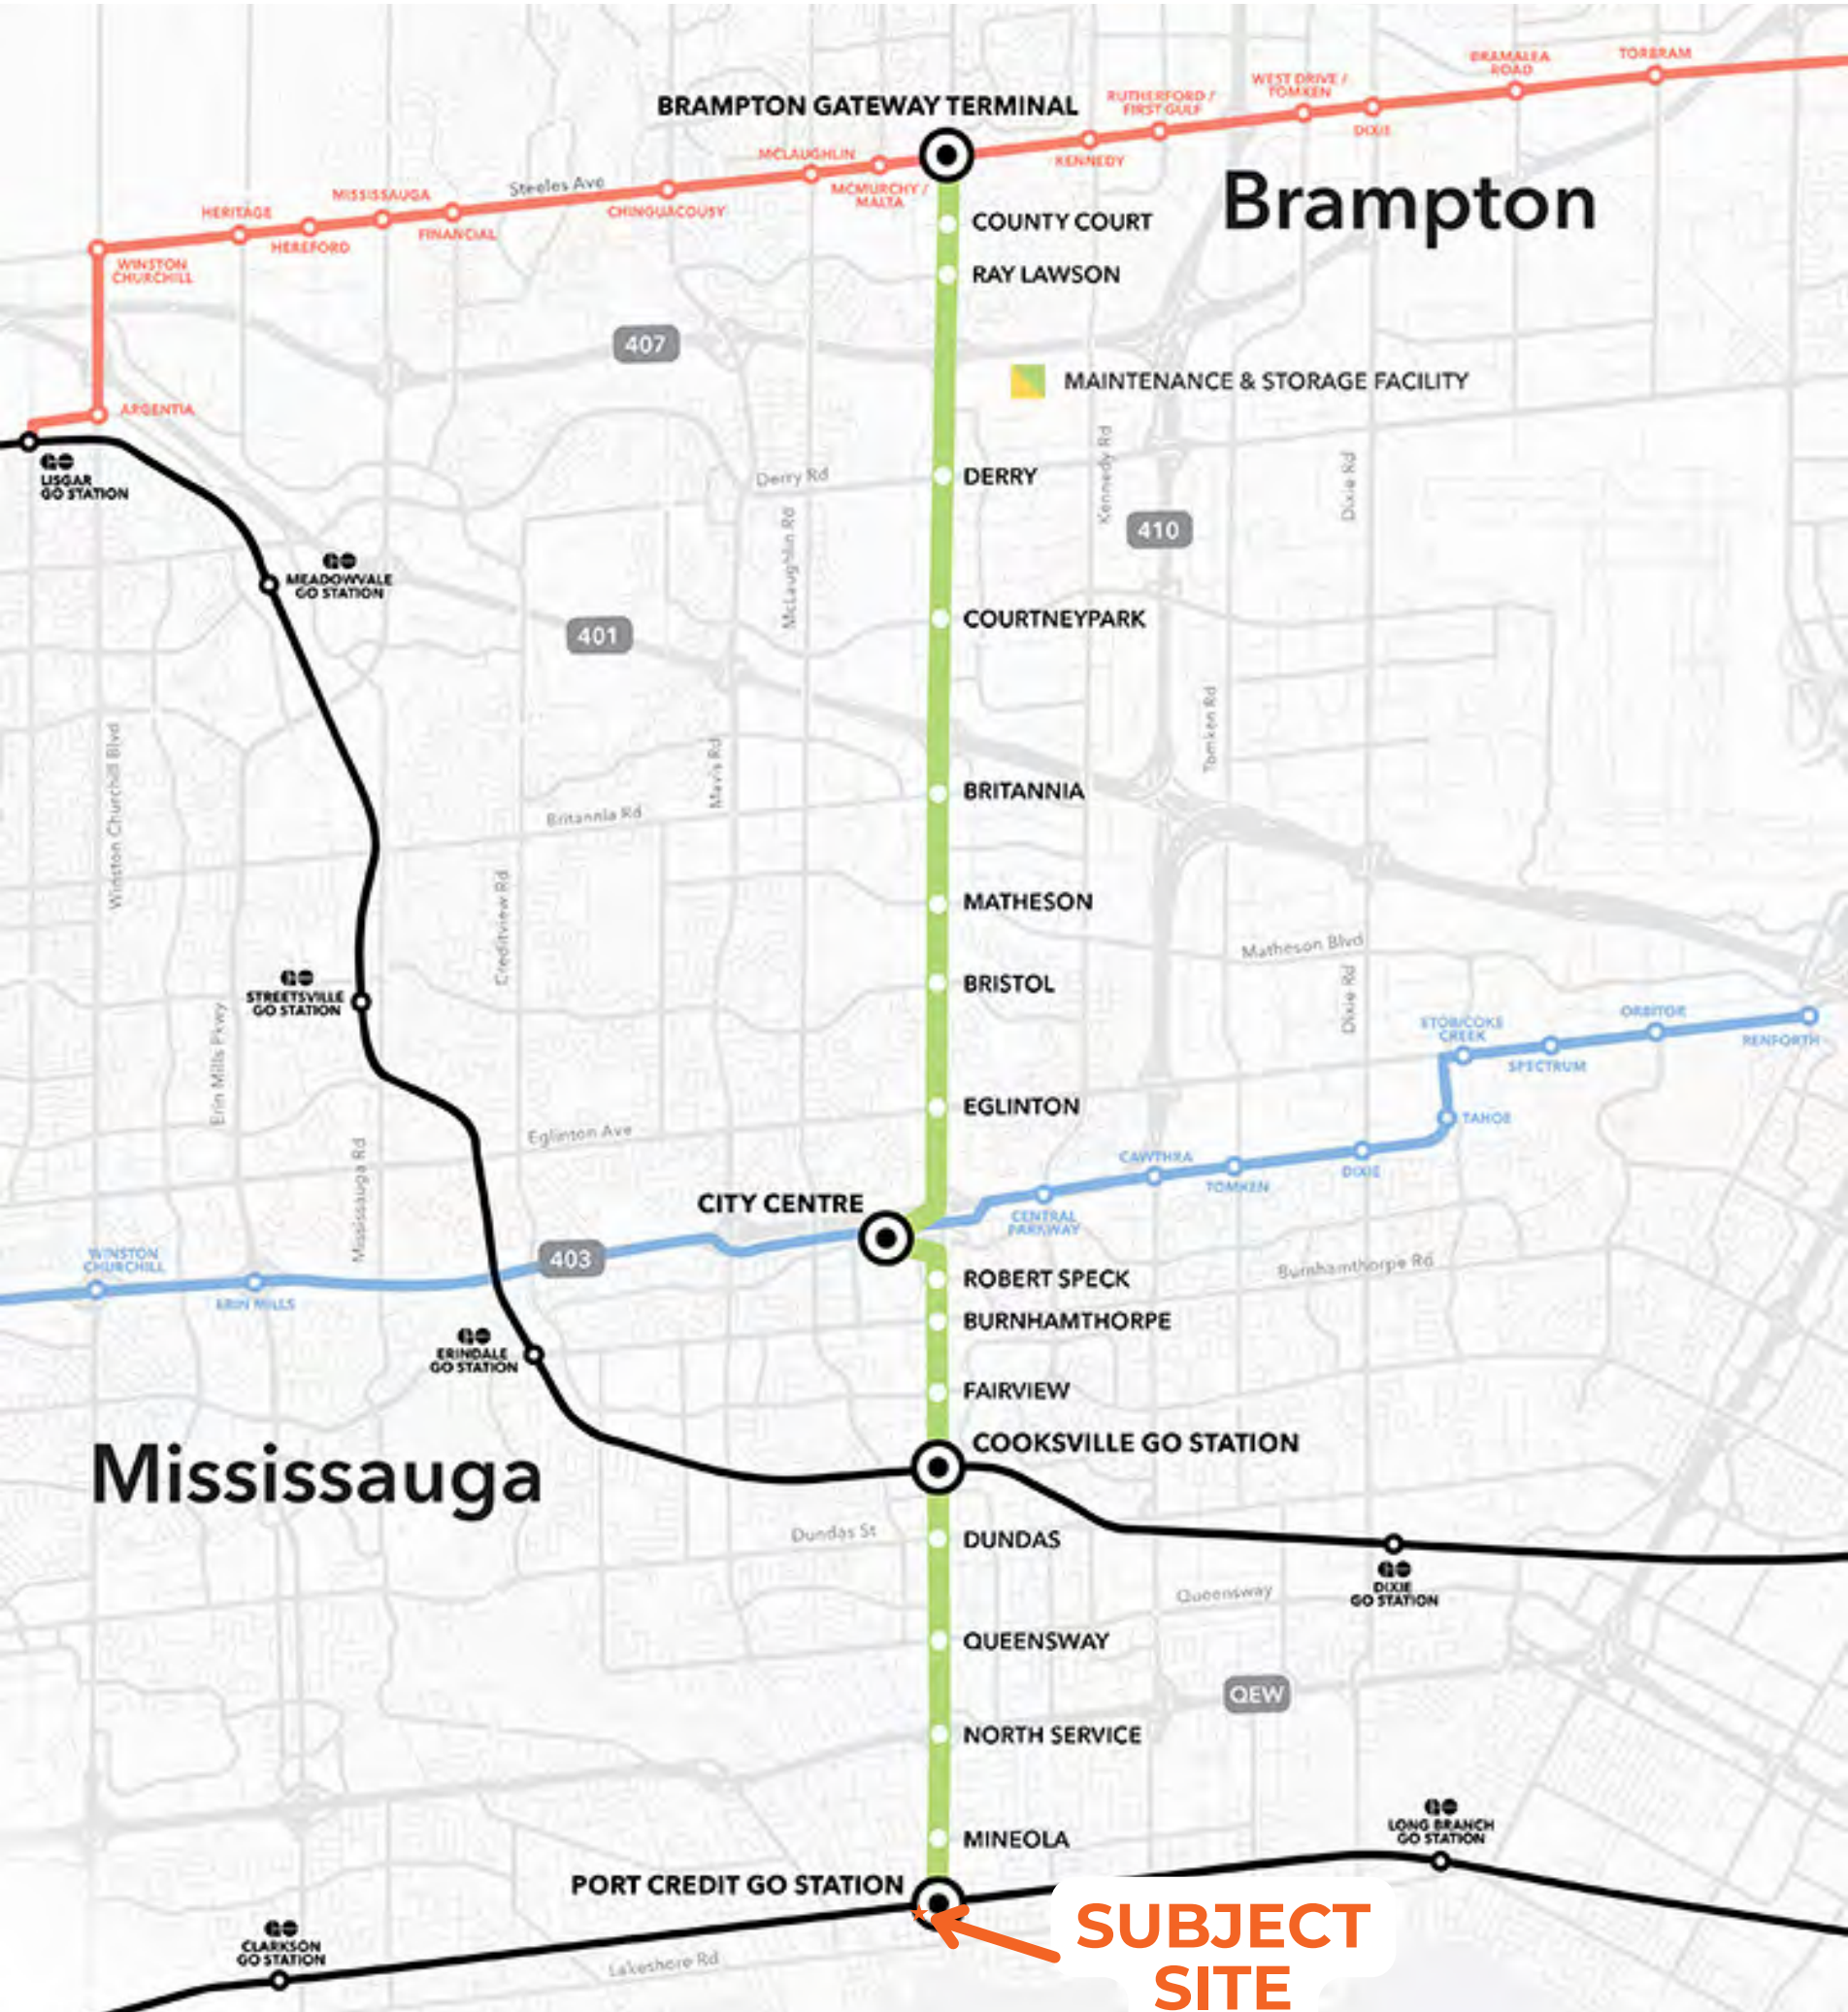 TORBRAM
BRAMALEA
ROAD
WEST DRIVE /
TOMKEN
RUTHERFORD /
FIRST GULF
BRAMPTON GATEWAY TERMINAL
DIXIE
KENNEDY
MCLAUGHLIN
MCMURCHY /
MALTA
Steeles Ave
CHINGUACOUSY
MISSISSAUGA
FINANCIAL
HERITAGE
HEREFORD
WINSTON
CHURCHILL
Brampton
COUNTY COURT
RAY LAWSON
407
MAINTENANCE & STORAGE FACILITY
ARGENTIA
GO
LISGAR
GO STATION
Derry Rd
DERRY
Kennedy Rd
Dixie Rd
410
McLaughlin Rd
GO
MEADOWVALE
GO STATION
401
COURTNEYPARK
Tomken Rd
Mavis Rd
Winston Churchill Blvd
BRITANNIA
Britannia Rd
Creditview Rd
MATHESON
Matheson Blvd
GO
STREETSVILLE
GO STATION
BRISTOL
Dixie Rd
ETOBICOKE
CREEK
ORBITOR
RENFORTH
SPECTRUM
Erin Mills Pkwy
EGLINTON
TAHOE
Eglinton Ave
Mississauga Rd
CAWTHRA
DIXIE
TOMKEN
CITY CENTRE
CENTRAL
PARKWAY
WINSTON
CHURCHILL
403
ERIN MILLS
Burnhamthorpe Rd
ROBERT SPECK
BURNHAMTHORPE
GO
ERINDALE
GO STATION
FAIRVIEW
COOKSVILLE GO STATION
Mississauga
Dundas St
DUNDAS
GO
DIXIE
GO STATION
Queensway
QUEENSWAY
QEW
NORTH SERVICE
GO
LONG BRANCH
GO STATION
MINEOLA
PORT CREDIT GO STATION
SUBJECT
SITE
GO
CLARKSON
GO STATION
Lakeshore Rd